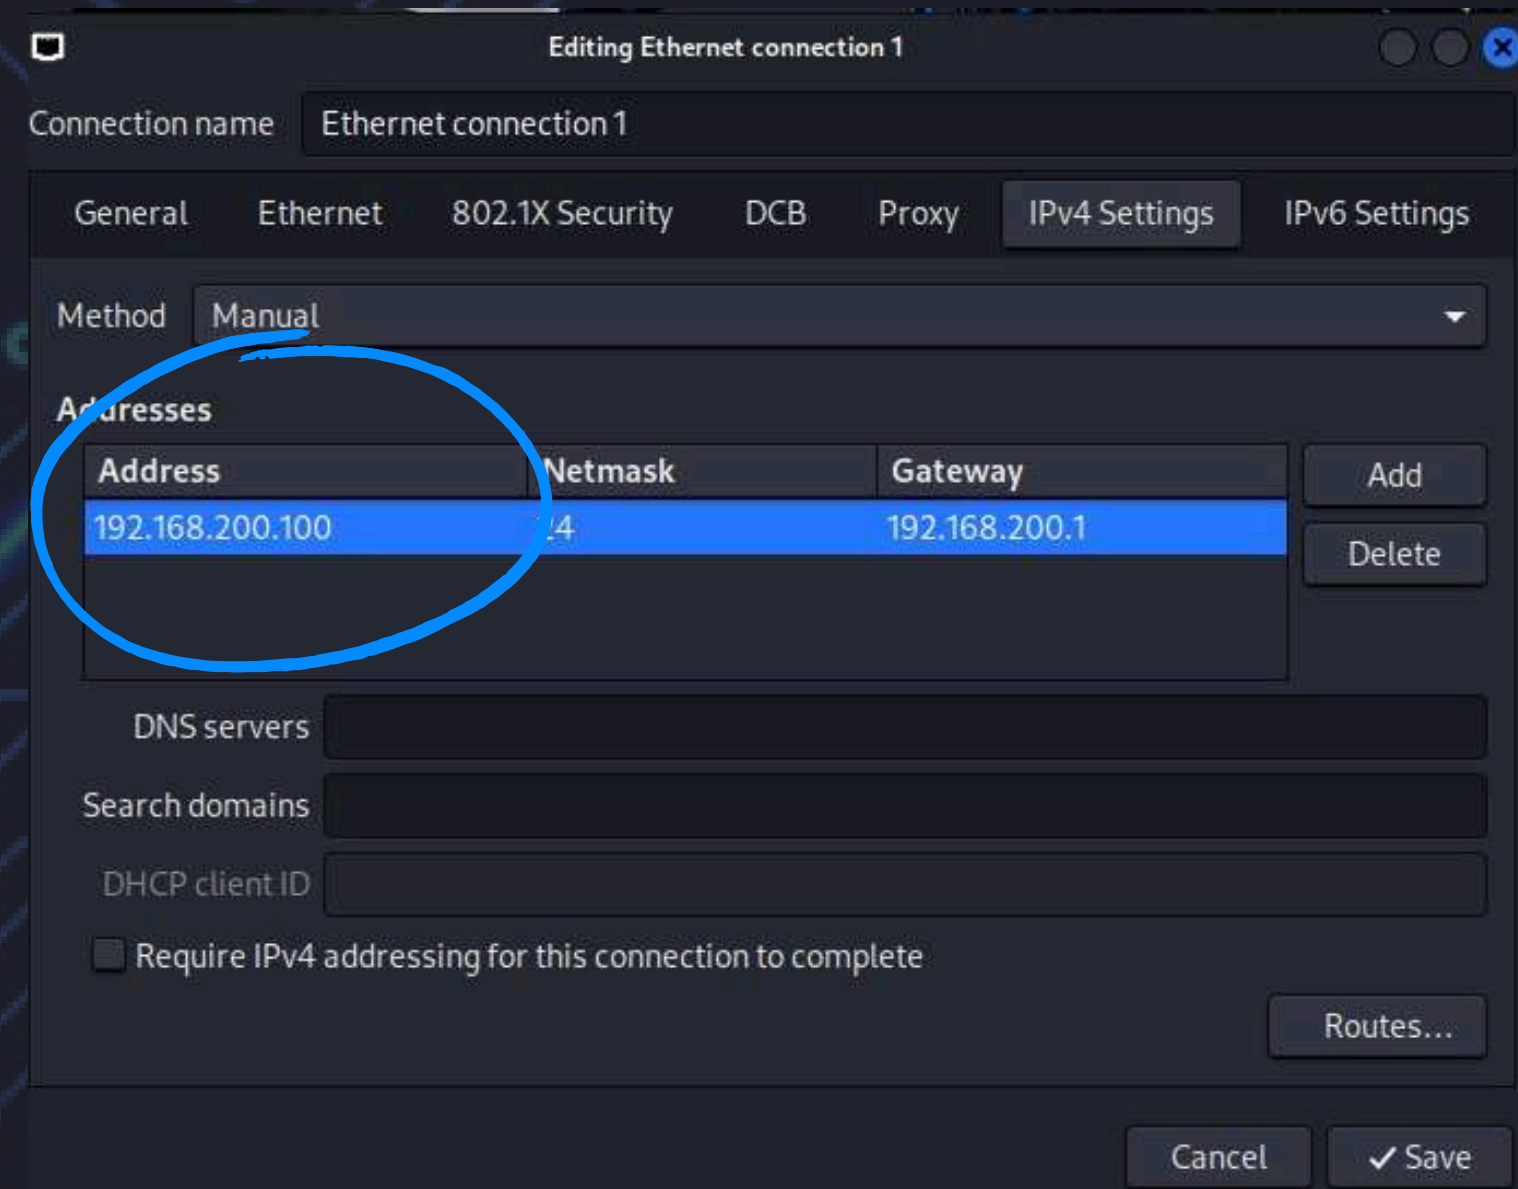 Editing Ethernet connection 1
Connection name Ethernet connection 1
General Ethernet 802.1X Security DCB Proxy IPv4 Settings IPv6 Settings
Method Manual
Addresses
Address Netmask Gateway Add
192.168.200.100 24 192.168.200.1
Delete
DNS servers
Search domains
DHCP client ID
Require IPv4 addressing for this connection to complete
Routes...
Cancel Save